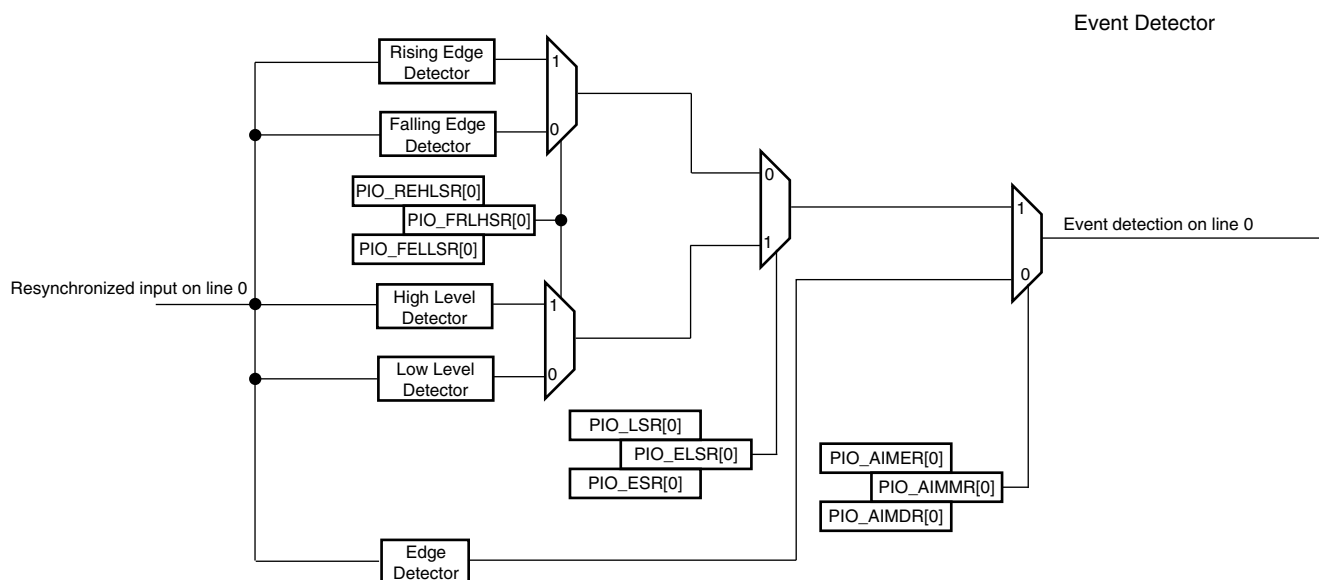 Event Detector
Rising Edge
Detector
1
Falling Edge
Detector
0
PIO_REHLSR[0]
PIO_FRLHSR[0]
PIO_FELLSR[0]
0
1
1
Event detection on line 0
0
Resynchronized input on line 0
High Level
Detector
1
Low Level
Detector
0
PIO_LSR[0]
PIO_ELSR[0]
PIO_ESR[0]
PIO_AIMER[0]
PIO_AIMMR[0]
PIO_AIMDR[0]
Edge
Detector